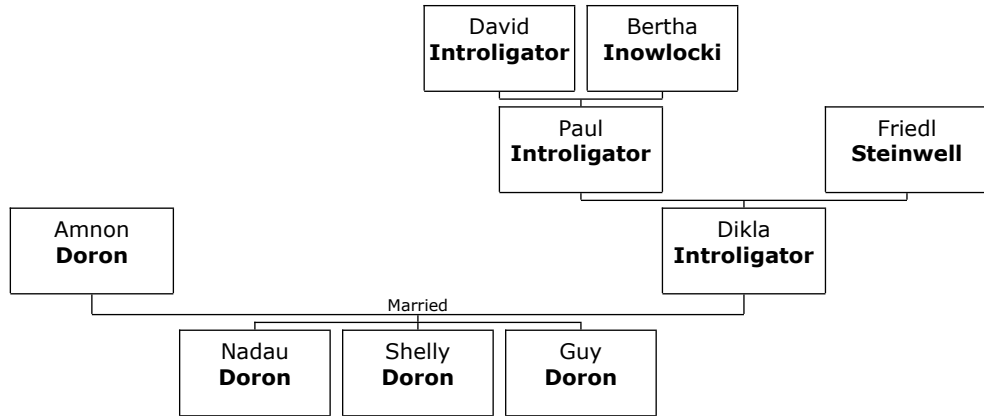 David
Introligator
Bertha
Inowlocki
Paul
Introligator
Friedl
Steinwell
Amnon
Doron
Dikla
Introligator
Married
Nadau
Doron
Shelly
Doron
Guy
Doron